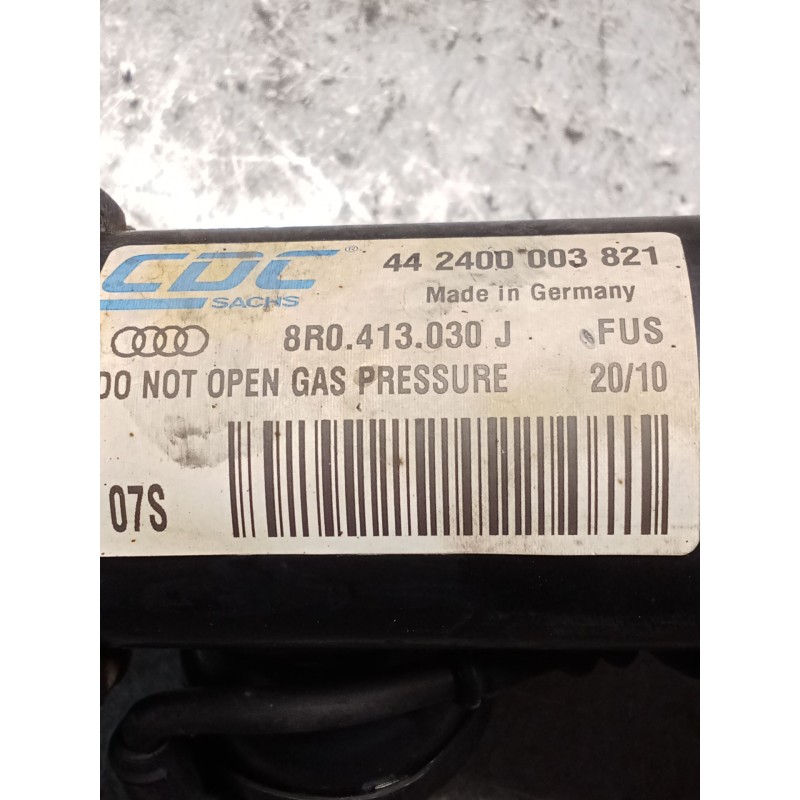 CDC ® 44 2400 003 821
SACHS Made in Germany
8R0.413.030 J FUS
DO NOT OPEN GAS PRESSURE 20/10
07S